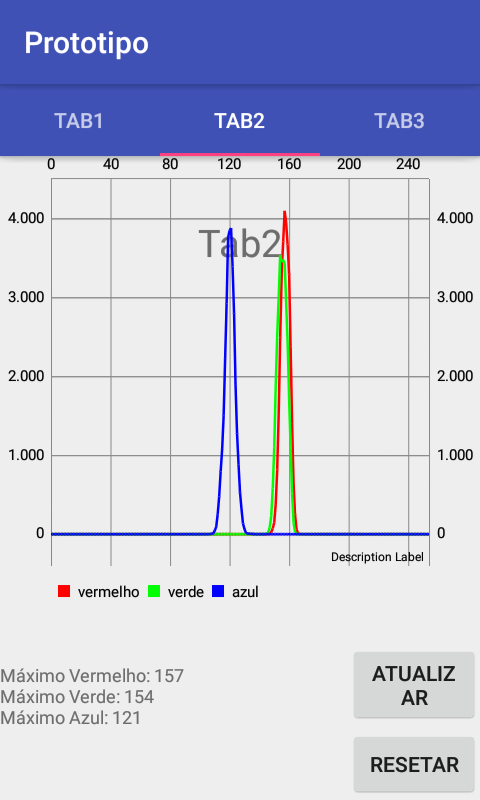 Prototipo
TAB1 TAB2 TAB3
0 40 80 120 160 200 240
4.000 4.000
Tab2
3.000 3.000
2.000 2.000
1.000 1.000
0 0
Description Label
vermelho verde azul
Máximo Vermelho: 157
Máximo Verde: 154
Máximo Azul: 121
ATUALIZ
AR
RESETAR